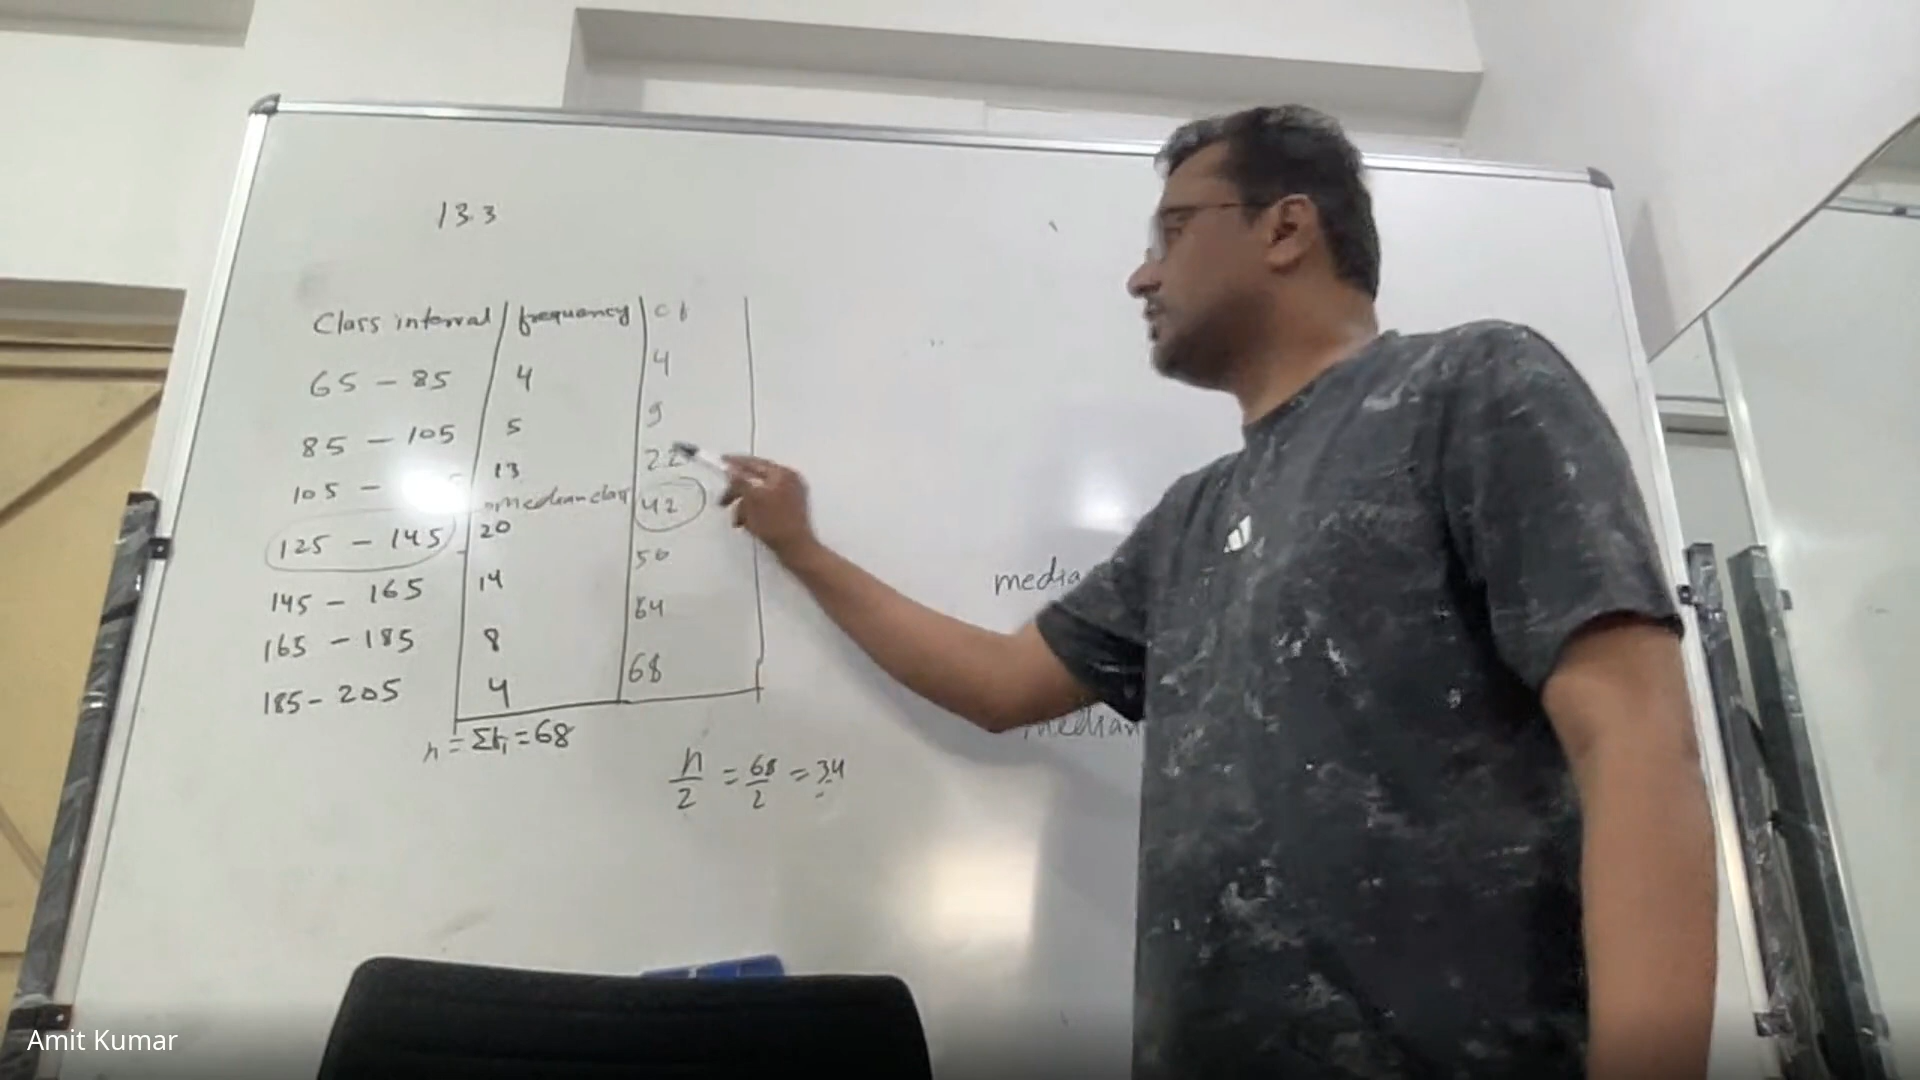 13.3
Class interval frequency cf
65 - 85 4 4
85 - 105 5 9
105 - 13 22
median class
125 - 145 20 42
145 - 165 14 56
165 - 185 8 64
185 - 205 4 68
n = Σfi = 68
n/2 = 68/2 = 34
media
median
Amit Kumar